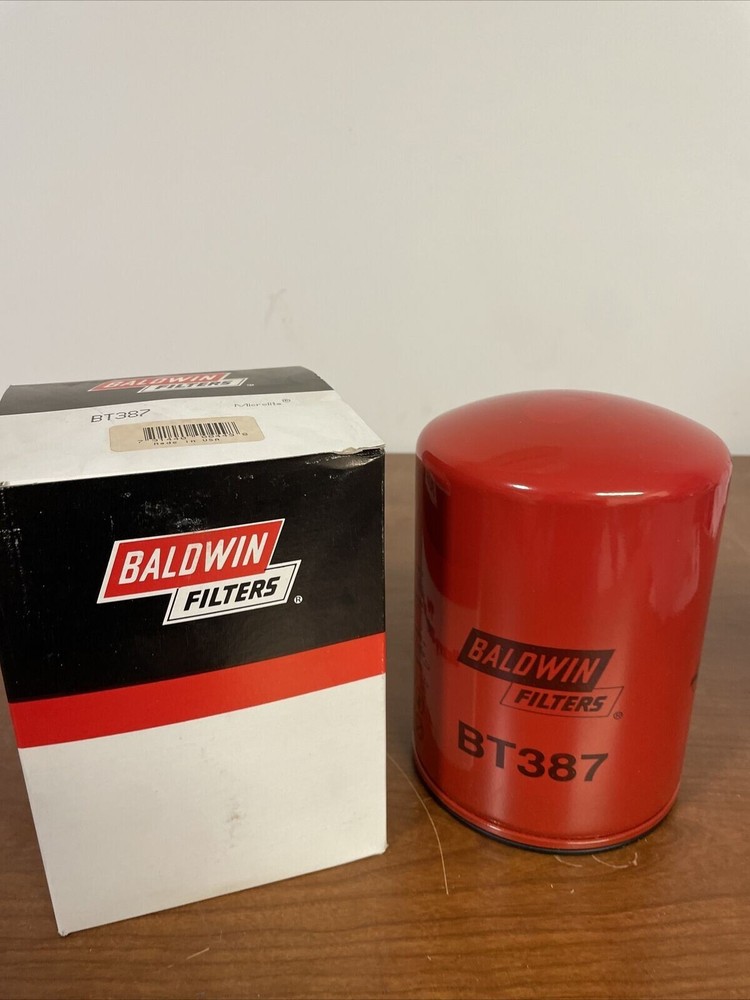 BALDWIN
FILTERS ®
BT387
Made in USA
BALDWIN
FILTERS ®
BALDWIN
FILTERS ®
BT387